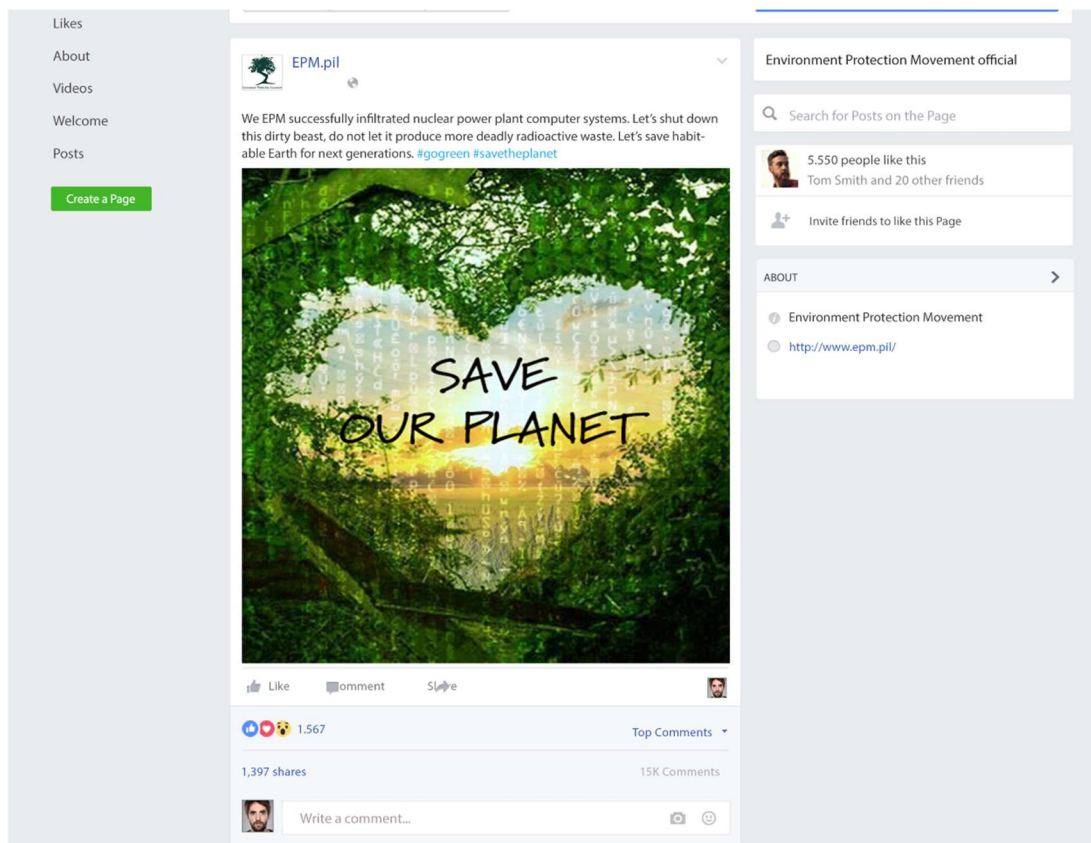 Likes
About
Videos
Welcome
Posts
Create a Page
EPM.pil
We EPM successfully infiltrated nuclear power plant computer systems. Let's shut down
this dirty beast, do not let it produce more deadly radioactive waste. Let's save habit-
able Earth for next generations. #gogreen #savetheplanet
SAVE
OUR PLANET
Like
omment
Share
1.567
Top Comments
1,397 shares
15K Comments
Write a comment...
Environment Protection Movement official
Search for Posts on the Page
5.550 people like this
Tom Smith and 20 other friends
Invite friends to like this Page
ABOUT
Environment Protection Movement
http://www.epm.pil/